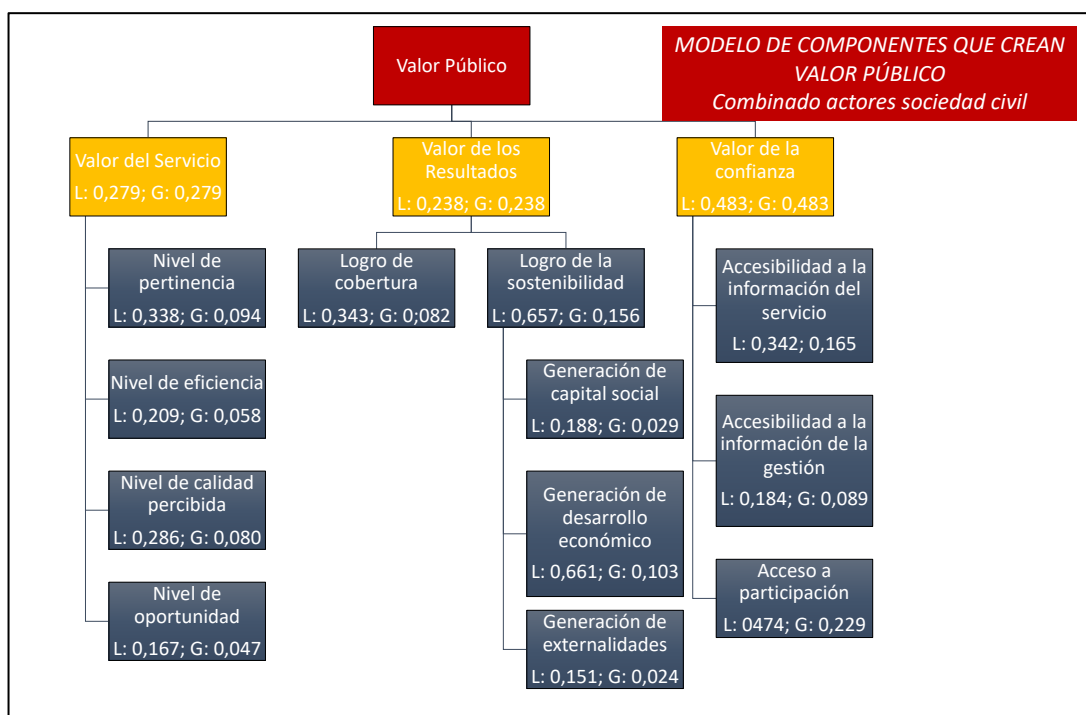 Valor Público
MODELO DE COMPONENTES QUE CREAN
VALOR PÚBLICO
Combinado actores sociedad civil
Valor del Servicio
L: 0,279; G: 0,279
Valor de los
Resultados
L: 0,238; G: 0,238
Valor de la
confianza
L: 0,483; G: 0,483
Nivel de
pertinencia
L: 0,338; G: 0,094
Nivel de eficiencia
L: 0,209; G: 0,058
Nivel de calidad
percibida
L: 0,286; G: 0,080
Nivel de
oportunidad
L: 0,167; G: 0,047
Logro de
cobertura
L: 0,343; G: 0;082
Logro de la
sostenibilidad
L: 0,657; G: 0,156
Generación de
capital social
L: 0,188; G: 0,029
Generación de
desarrollo
económico
L: 0,661; G: 0,103
Generación de
externalidades
L: 0,151; G: 0,024
Accesibilidad a la
información del
servicio
L: 0,342; 0,165
Accesibilidad a la
información de la
gestión
L: 0,184; G: 0,089
Acceso a
participación
L: 0474; G: 0,229